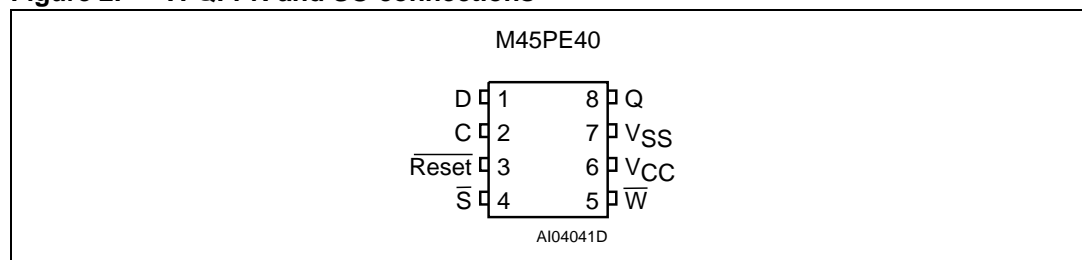 M45PE40
D 1 8 Q
C 2 7 VSS
Reset 3 6 VCC
S 4 5 W
AI04041D